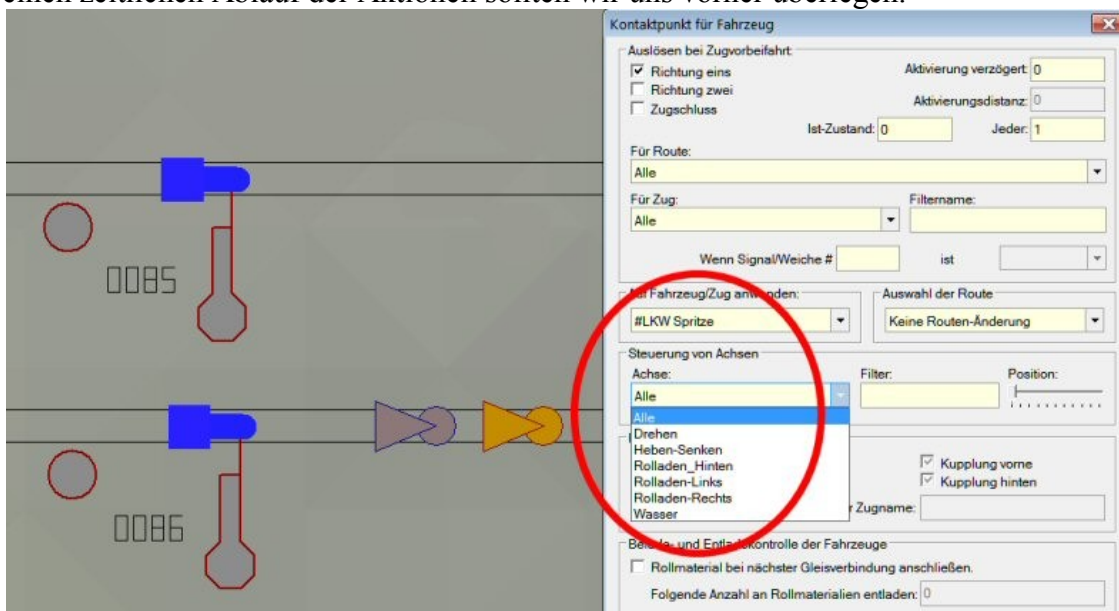 einen zeitlichen Ablauf der Aktionen sollten wir uns vorher überlegen.
Kontaktpunkt für Fahrzeug
Auslösen bei Zugvorbeifahrt:
Richtung eins
Aktivierung verzögert: 0
Richtung zwei
Aktivierungsdistanz: 0
Zugschluss
Ist-Zustand: 0 Jeder: 1
Für Route:
Alle
Für Zug: Filtername:
Alle
Wenn Signal/Weiche # ist
Fahrzeug/Zug anwenden: Auswahl der Route
#LKW Spritze Keine Routen-Änderung
Steuerung von Achsen
Achse: Filter: Position:
Alle
Alle
Drehen
Heben-Senken
Rolladen_Hinten
Rolladen-Links
Rolladen-Rechts
Wasser
Kupplung vorne
Kupplung hinten
Zugname:
und Entladekontrolle der Fahrzeuge
Rollmaterial bei nächster Gleisverbindung anschließen.
Folgende Anzahl an Rollmaterialien entladen: 0
0085
0086